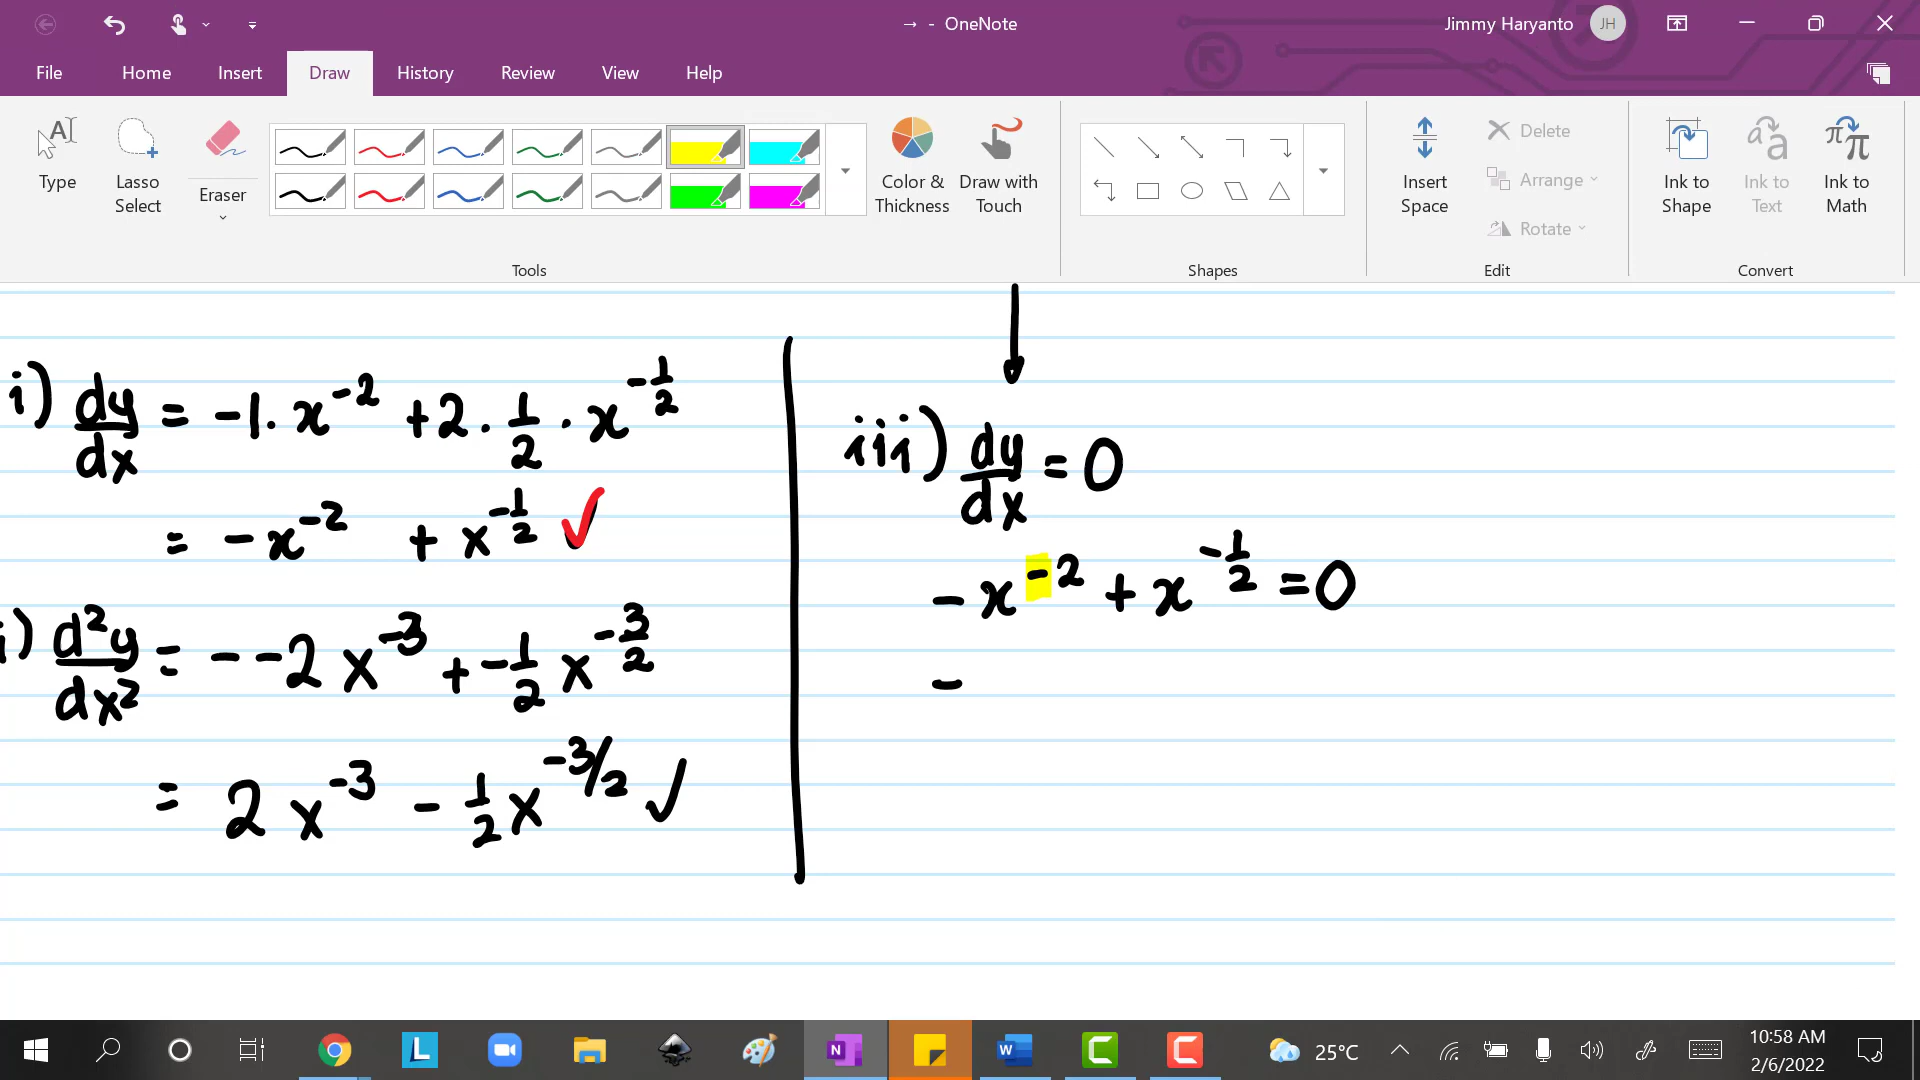 → - OneNote
Jimmy Haryanto JH
File Home Insert Draw History Review View Help
Type
Lasso Select
Eraser
Color & Thickness
Draw with Touch
Insert Space
Delete
Arrange
Rotate
Ink to Shape
Ink to Text
Ink to Math
Tools Shapes Edit Convert
i) dy/dx = -1. x^-2 + 2 . 1/2 . x^-1/2
= -x^-2 + x^-1/2 ✓
i) d²y/dx² = --2 x^-3 + -1/2 x^-3/2
= 2 x^-3 - 1/2 x^-3/2 ✓
iii) dy/dx = 0
-x^-2 + x^-1/2 = 0
-
25°C
10:58 AM
2/6/2022